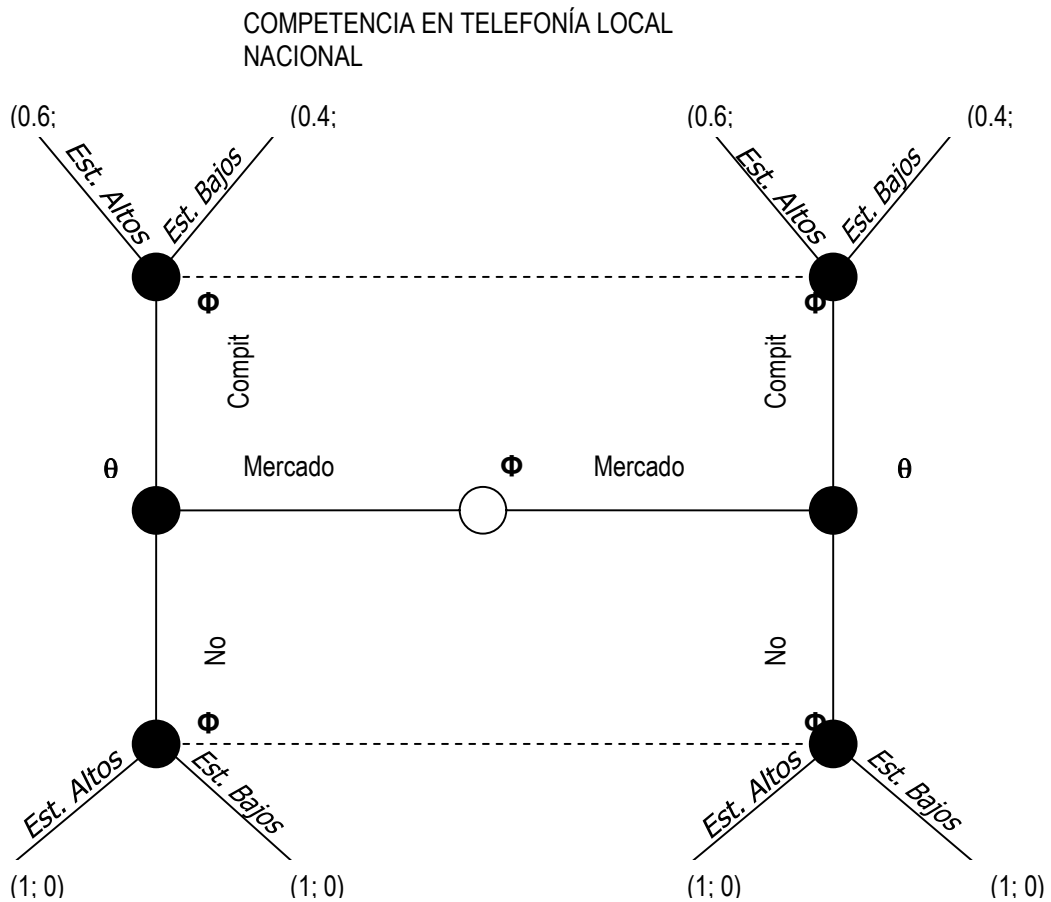 COMPETENCIA EN TELEFONÍA LOCAL
NACIONAL
(0.6; (0.4; (0.6; (0.4;
Est. Altos Est. Bajos Est. Altos Est. Bajos
Φ Φ
Compit Compit
θ Mercado Φ Mercado θ
No No
Φ Φ
Est. Altos Est. Bajos Est. Altos Est. Bajos
(1; 0) (1; 0) (1; 0) (1; 0)